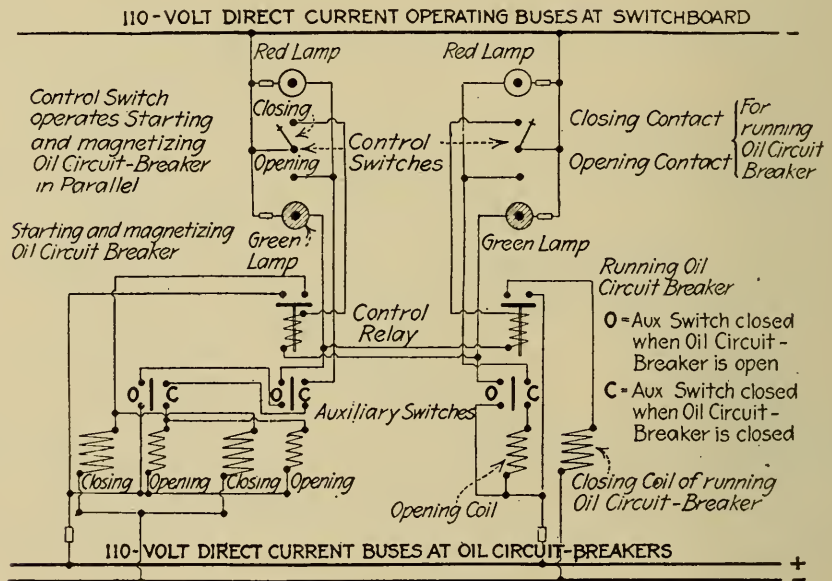 110-VOLT DIRECT CURRENT OPERATING BUSES AT SWITCHBOARD
-
Red Lamp
Red Lamp
Control Switch
operates Starting
and magnetizing
Oil Circuit-Breaker
in Parallel
Closing
Opening
Control
Switches
Closing Contact
Opening Contact
For
running
Oil Circuit
Breaker
Starting and magnetizing
Oil Circuit Breaker
Green
Lamp
Green Lamp
Control
Relay
Running Oil
Circuit Breaker
O=Aux Switch closed
when Oil Circuit-
Breaker is open
C=Aux Switch closed
when Oil Circuit-
Breaker is closed
O C
O C
O C
Auxiliary Switches
Closing
Opening
Closing
Opening
Opening Coil
Closing Coil of running
Oil Circuit-Breaker
110-VOLT DIRECT CURRENT BUSES AT OIL CIRCUIT-BREAKERS
+
-